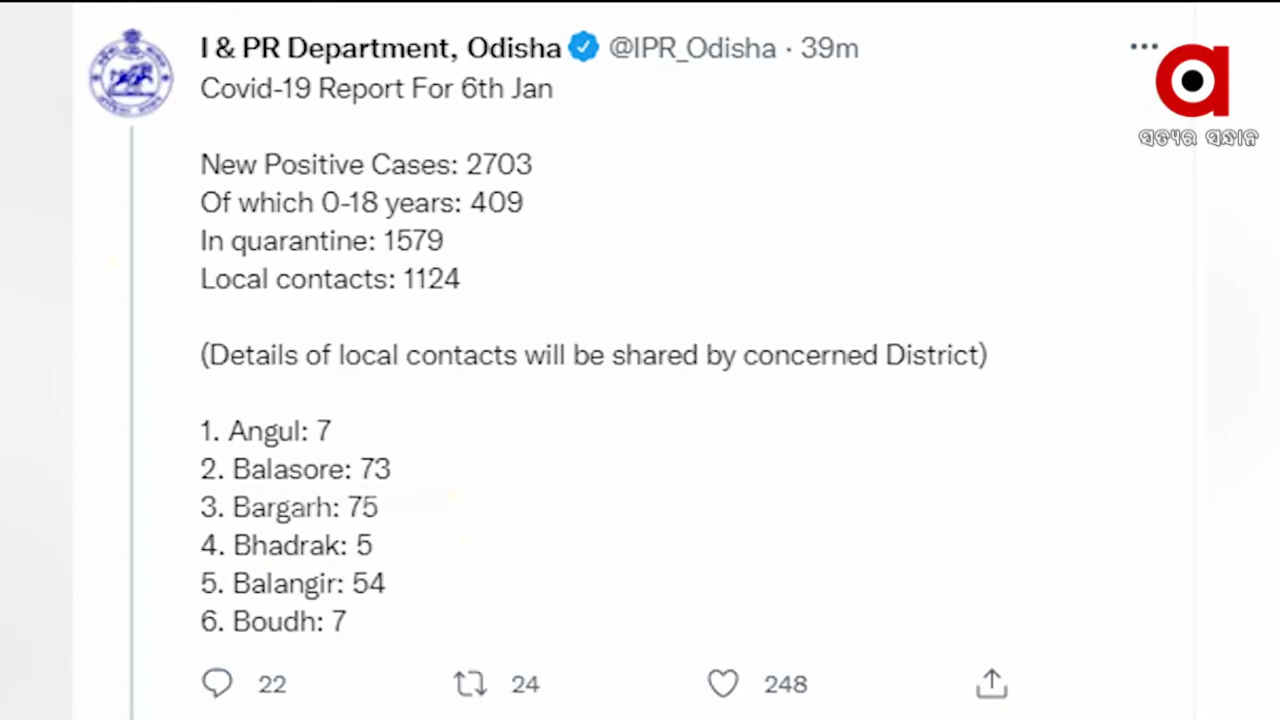 I & PR Department, Odisha @IPR_Odisha · 39m
Covid-19 Report For 6th Jan
ସତ୍ୟର ସନ୍ଧାନ
New Positive Cases: 2703
Of which 0-18 years: 409
In quarantine: 1579
Local contacts: 1124
(Details of local contacts will be shared by concerned District)
1. Angul: 7
2. Balasore: 73
3. Bargarh: 75
4. Bhadrak: 5
5. Balangir: 54
6. Boudh: 7
22 24 248